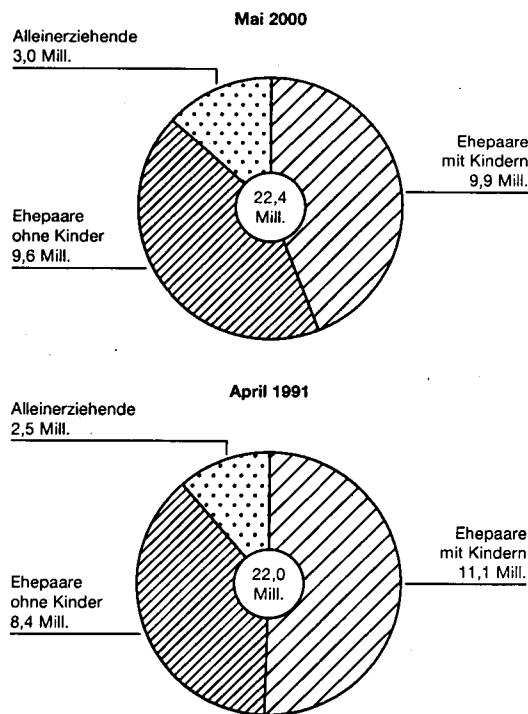 Mai 2000
Alleinerziehende
3,0 Mill.
Ehepaare
mit Kindern
9,9 Mill.
22,4
Mill.
Ehepaare
ohne Kinder
9,6 Mill.
April 1991
Alleinerziehende
2,5 Mill.
Ehepaare
mit Kindern
11,1 Mill.
22,0
Mill.
Ehepaare
ohne Kinder
8,4 Mill.